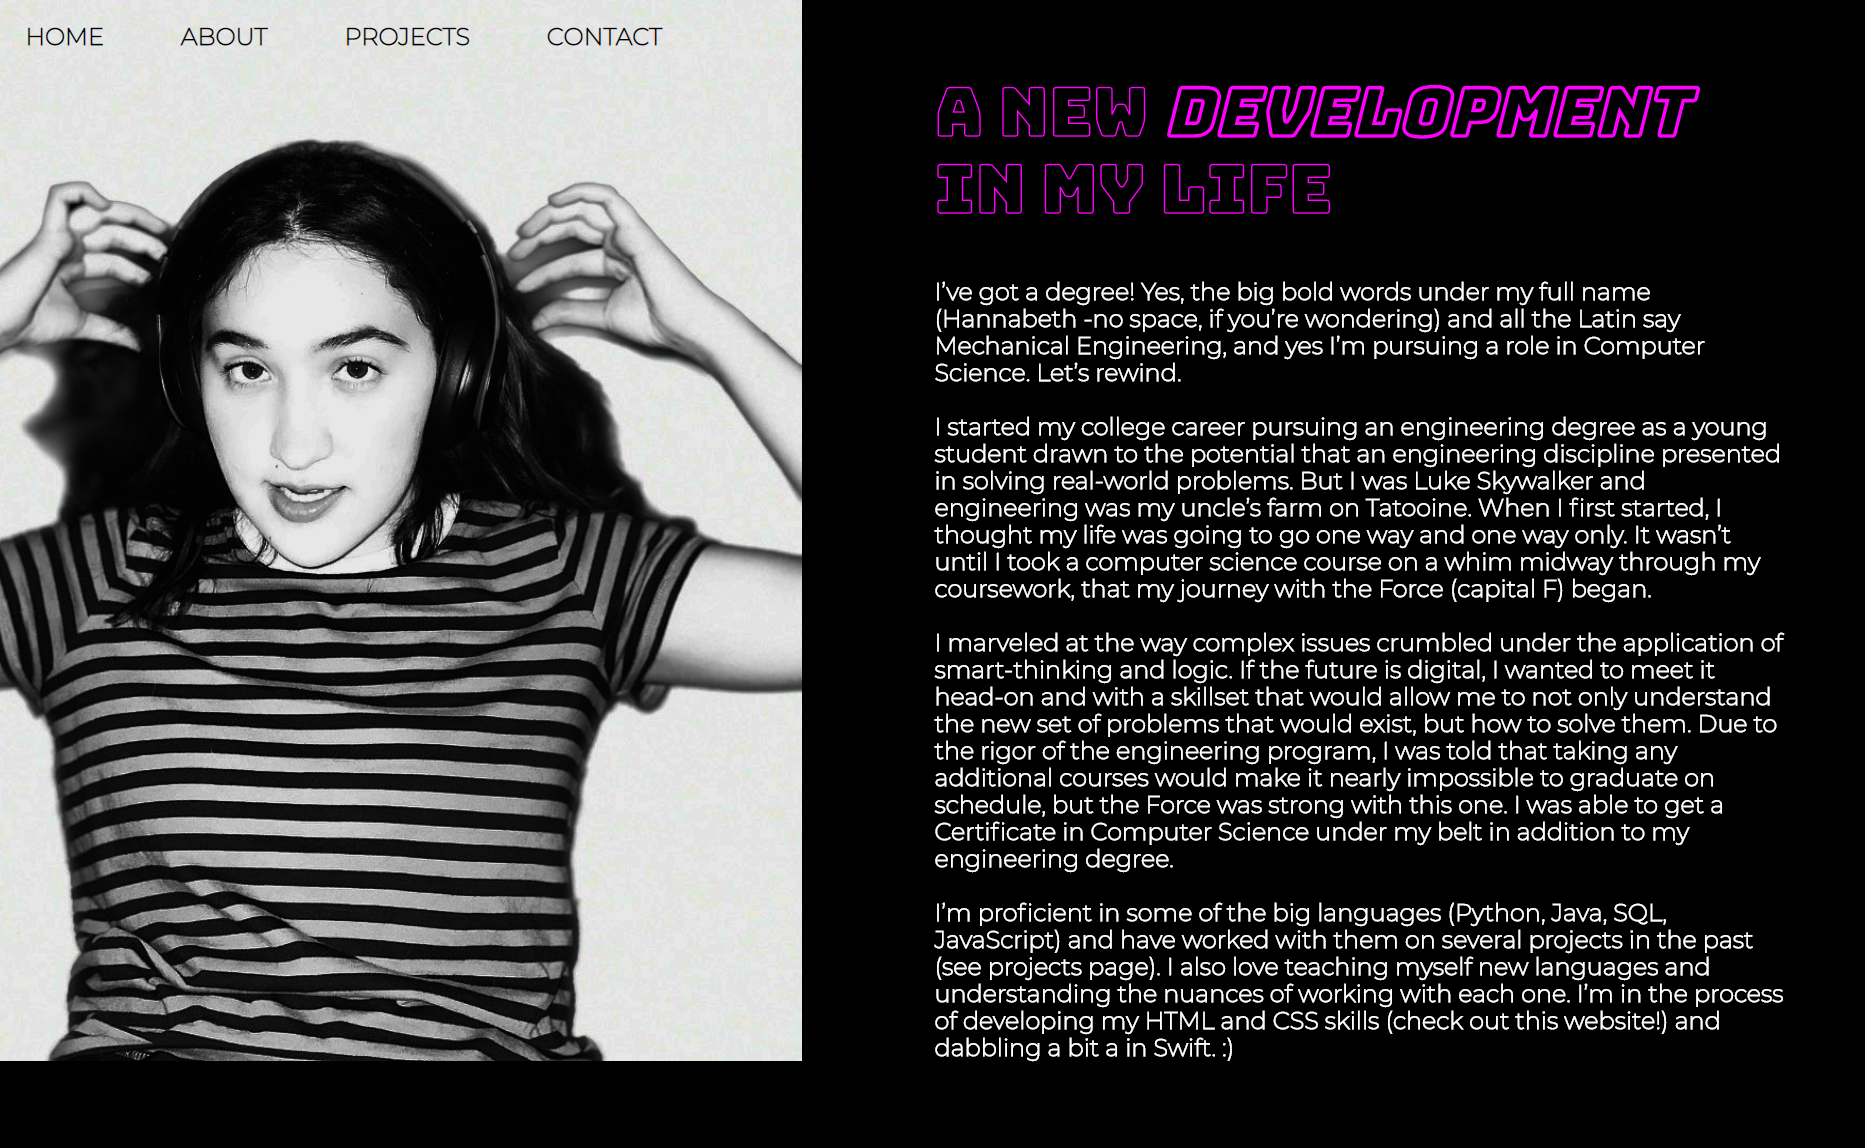 HOME ABOUT PROJECTS CONTACT
A NEW DEVELOPMENT
IN MY LIFE
I’ve got a degree! Yes, the big bold words under my full name
(Hannabeth -no space, if you’re wondering) and all the Latin say
Mechanical Engineering, and yes I’m pursuing a role in Computer
Science. Let’s rewind.
I started my college career pursuing an engineering degree as a young
student drawn to the potential that an engineering discipline presented
in solving real-world problems. But I was Luke Skywalker and
engineering was my uncle’s farm on Tatooine. When I first started, I
thought my life was going to go one way and one way only. It wasn’t
until I took a computer science course on a whim midway through my
coursework, that my journey with the Force (capital F) began.
I marveled at the way complex issues crumbled under the application of
smart-thinking and logic. If the future is digital, I wanted to meet it
head-on and with a skillset that would allow me to not only understand
the new set of problems that would exist, but how to solve them. Due to
the rigor of the engineering program, I was told that taking any
additional courses would make it nearly impossible to graduate on
schedule, but the Force was strong with this one. I was able to get a
Certificate in Computer Science under my belt in addition to my
engineering degree.
I’m proficient in some of the big languages (Python, Java, SQL,
JavaScript) and have worked with them on several projects in the past
(see projects page). I also love teaching myself new languages and
understanding the nuances of working with each one. I’m in the process
of developing my HTML and CSS skills (check out this website!) and
dabbling a bit a in Swift. :)